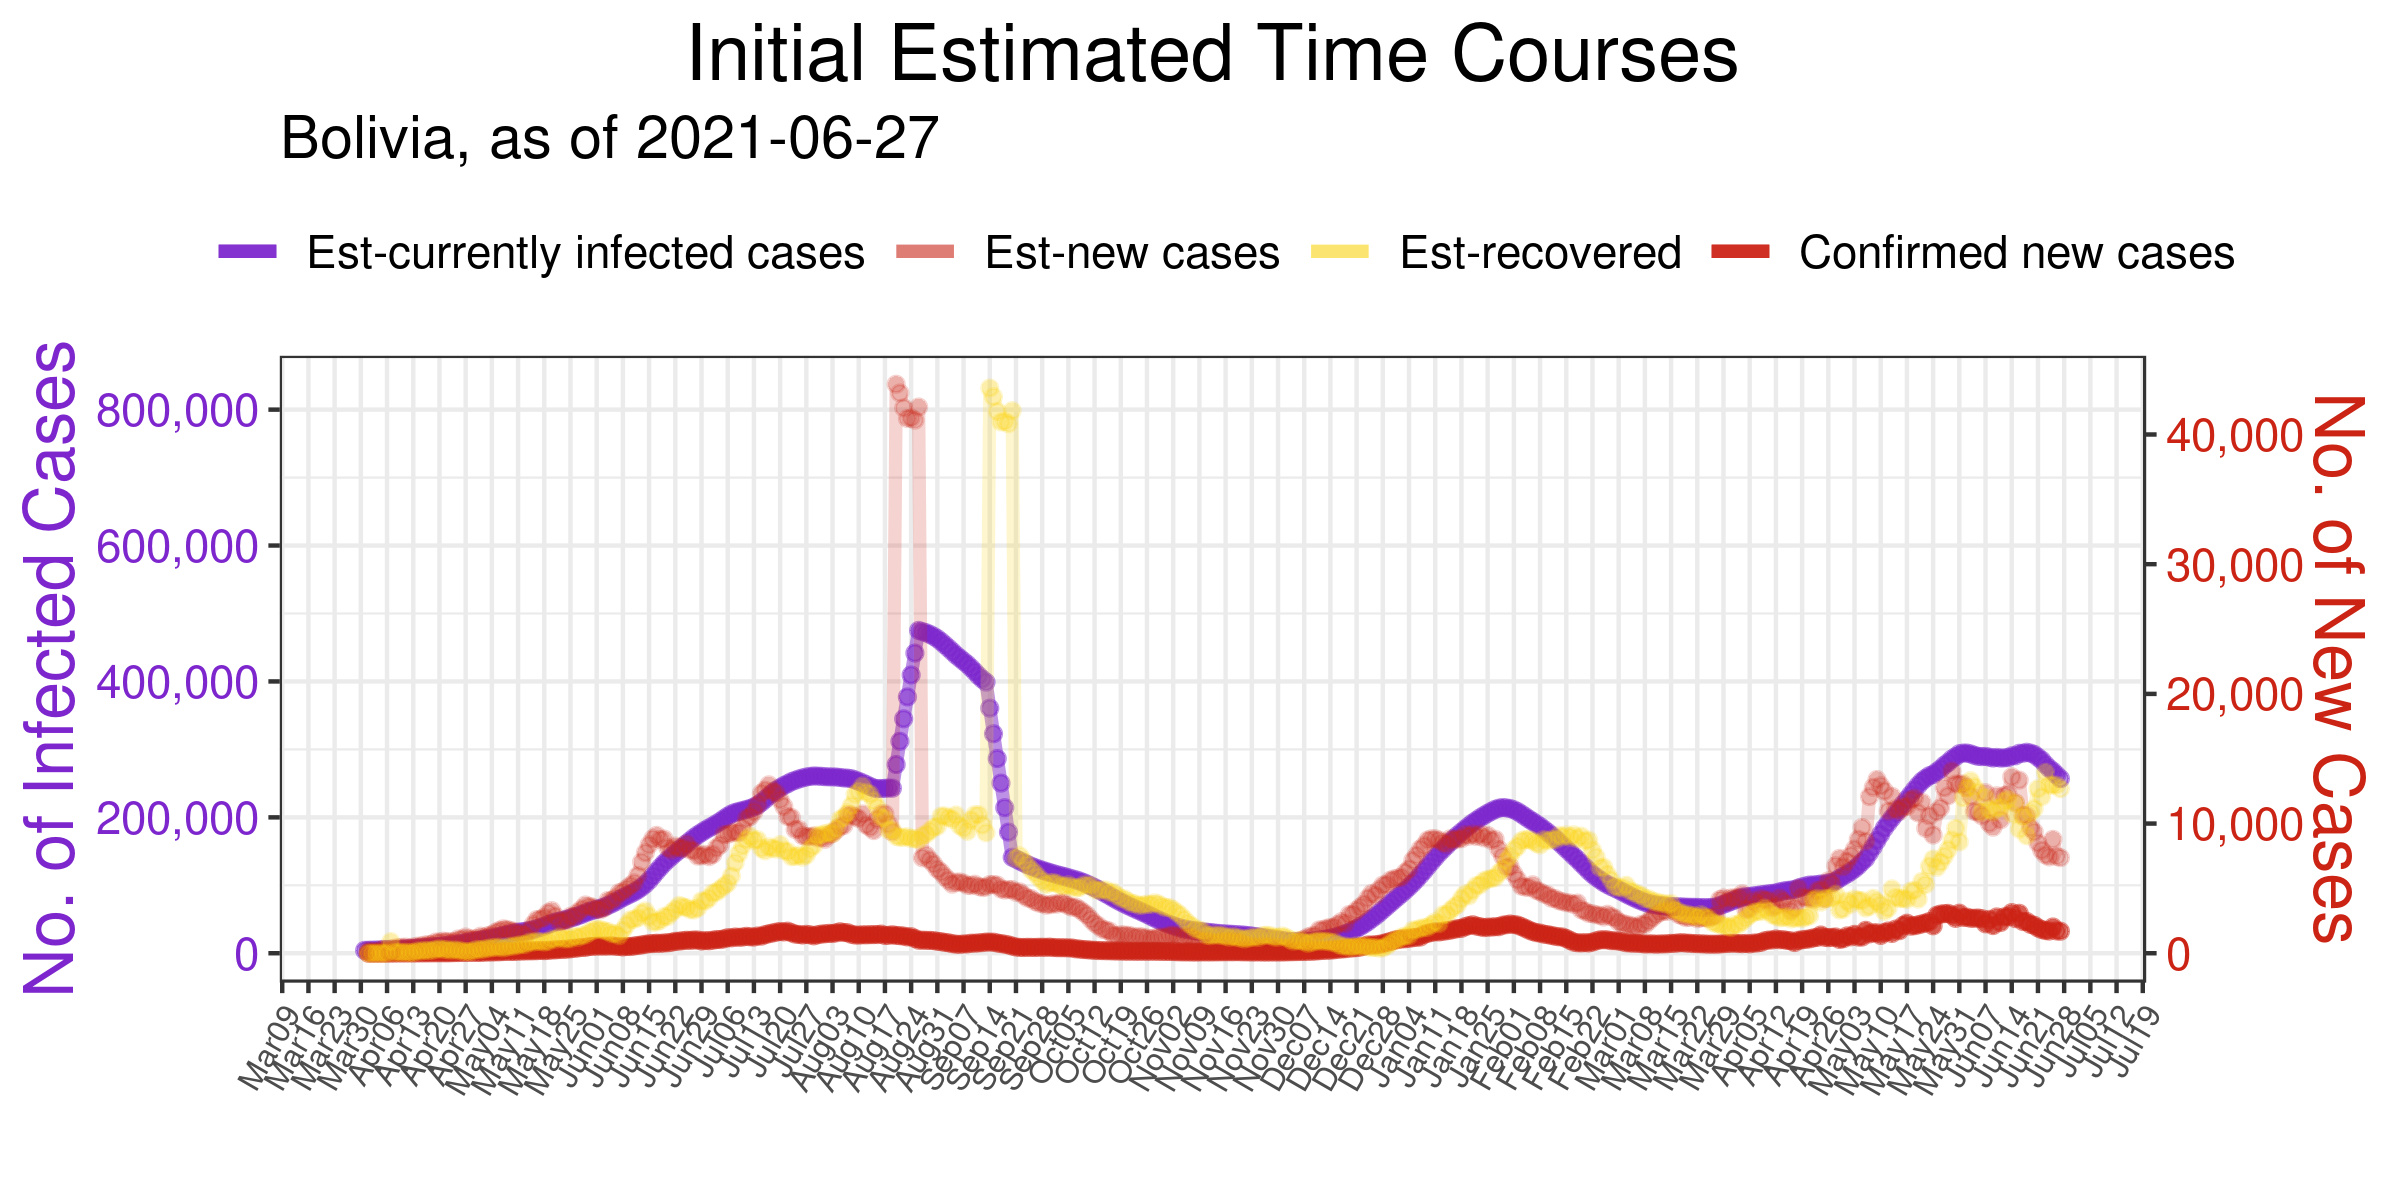 Initial Estimated Time Courses
Bolivia, as of 2021-06-27
Est-currently infected cases
Est-new cases
Est-recovered
Confirmed new cases
No. of Infected Cases
800,000
600,000
400,000
200,000
0
40,000
30,000
20,000
10,000
0
No. of New Cases
Mar09
Mar16
Mar23
Mar30
Apr06
Apr13
Apr20
Apr27
May04
May11
May18
May25
Jun01
Jun08
Jun15
Jun22
Jun29
Jul06
Jul13
Jul20
Jul27
Aug03
Aug10
Aug17
Aug24
Aug31
Sep07
Sep14
Sep21
Sep28
Oct05
Oct12
Oct19
Oct26
Nov02
Nov09
Nov16
Nov23
Nov30
Dec07
Dec14
Dec21
Dec28
Dec04
Jan11
Jan18
Jan25
Feb01
Feb08
Feb15
Feb22
Mar01
Mar08
Mar15
Mar22
Mar29
Apr05
Apr12
Apr19
Apr26
May03
May10
May17
May24
May31
Jun07
Jun14
Jun21
Jun28
Jul05
Jul12
Jul19